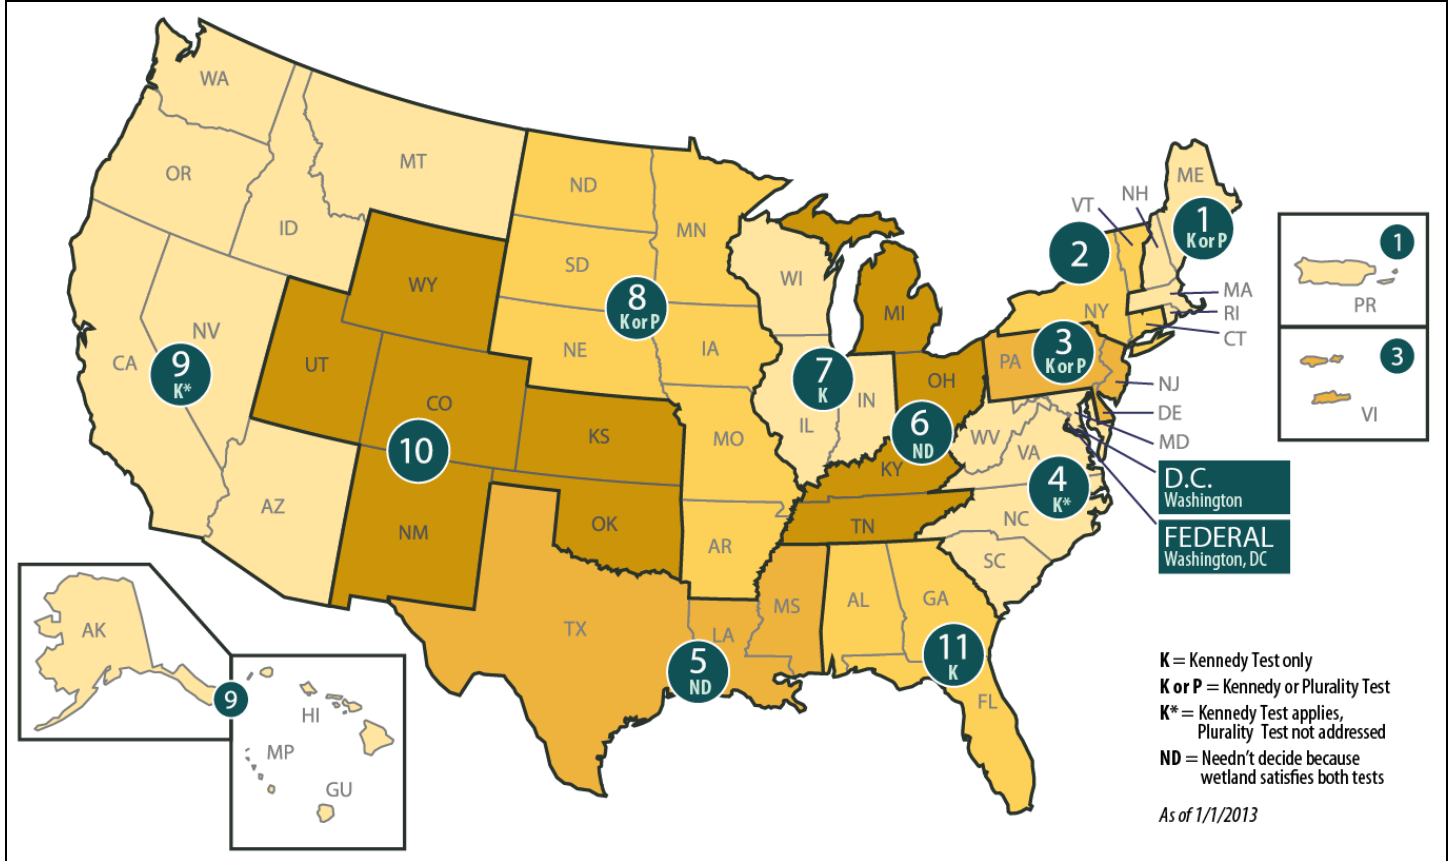 WA
OR
ID
MT
ND
MN
SD
WY
NV
CA
UT
CO
NE
IA
WI
MI
IL
IN
OH
KS
MO
KY
WV
VA
PA
NY
VT
NH
ME
MA
RI
CT
NJ
DE
MD
AZ
NM
OK
AR
TN
NC
SC
TX
LA
MS
AL
GA
FL
AK
HI
MP
GU
PR
VI
1
K or P
2
3
K or P
4
K*
5
ND
6
ND
7
K
8
K or P
9
K*
10
11
K
9
1
3
D.C.
Washington
FEDERAL
Washington, DC
K = Kennedy Test only
K or P = Kennedy or Plurality Test
K* = Kennedy Test applies,
Plurality Test not addressed
ND = Needn't decide because
wetland satisfies both tests
As of 1/1/2013